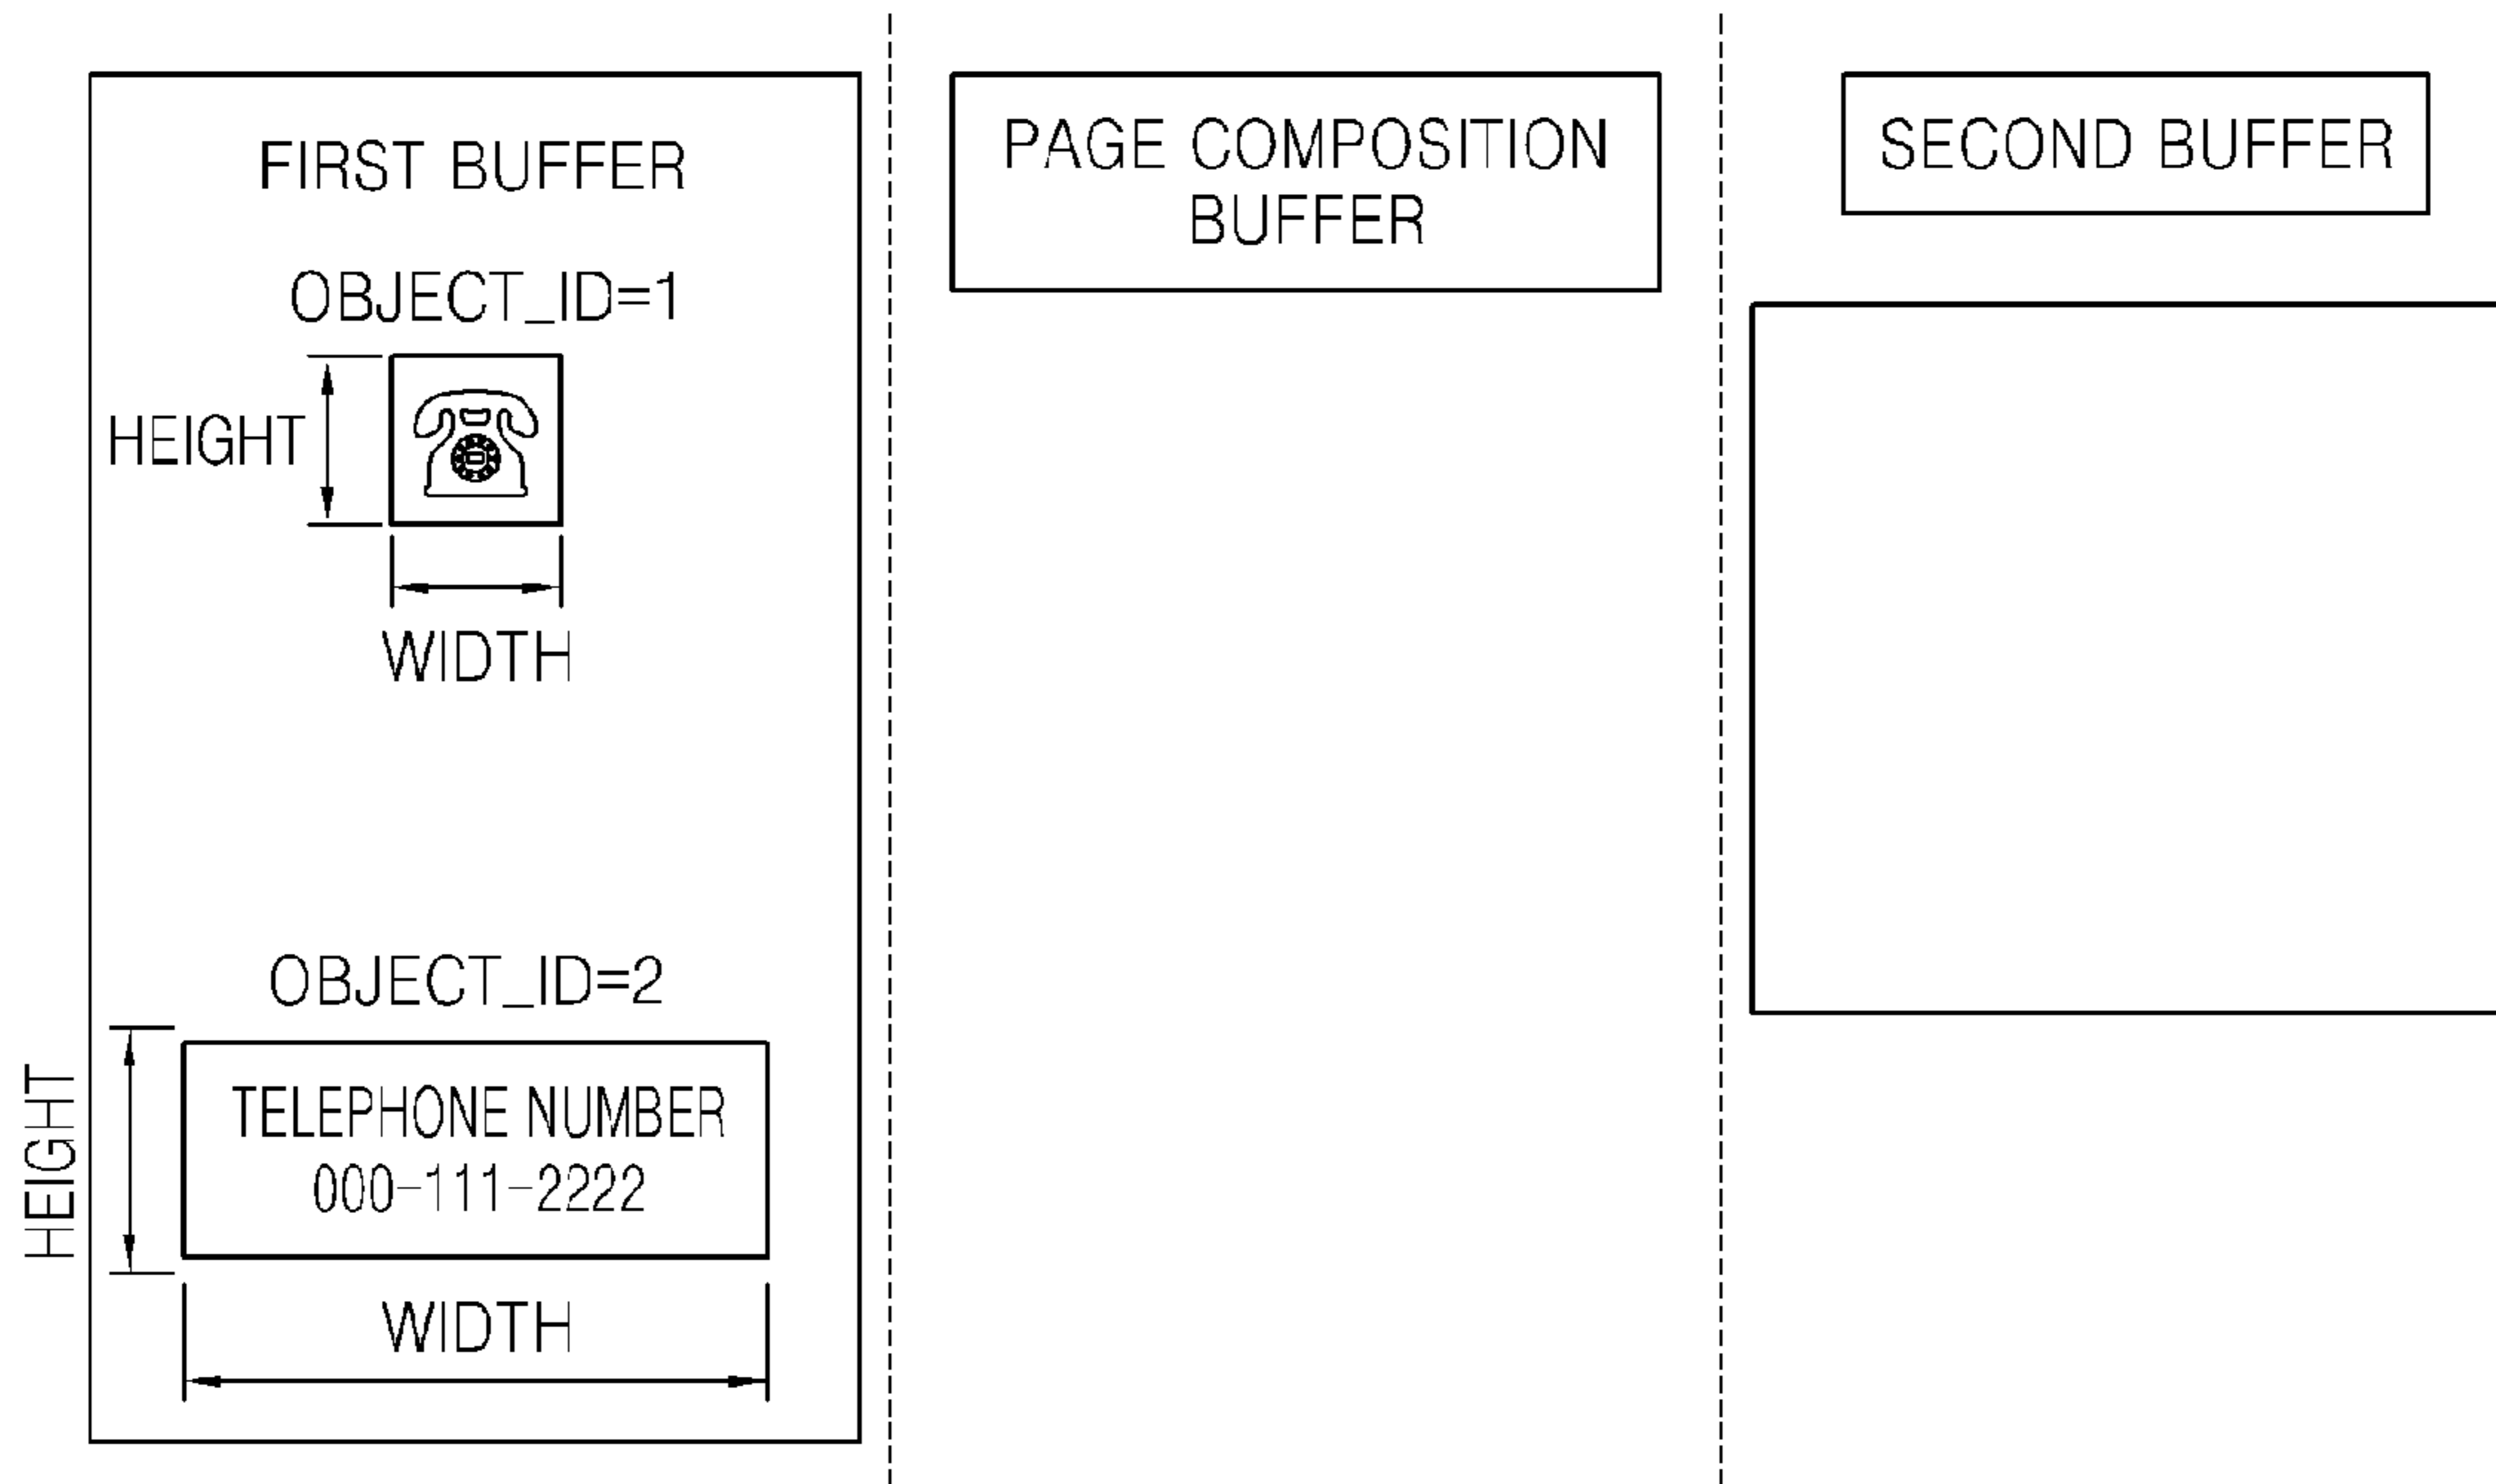 FIRST BUFFER
OBJECT_ID=1
HEIGHT
WIDTH
OBJECT_ID=2
HEIGHT
TELEPHONE NUMBER
000-111-2222
WIDTH
PAGE COMPOSITION
BUFFER
SECOND BUFFER